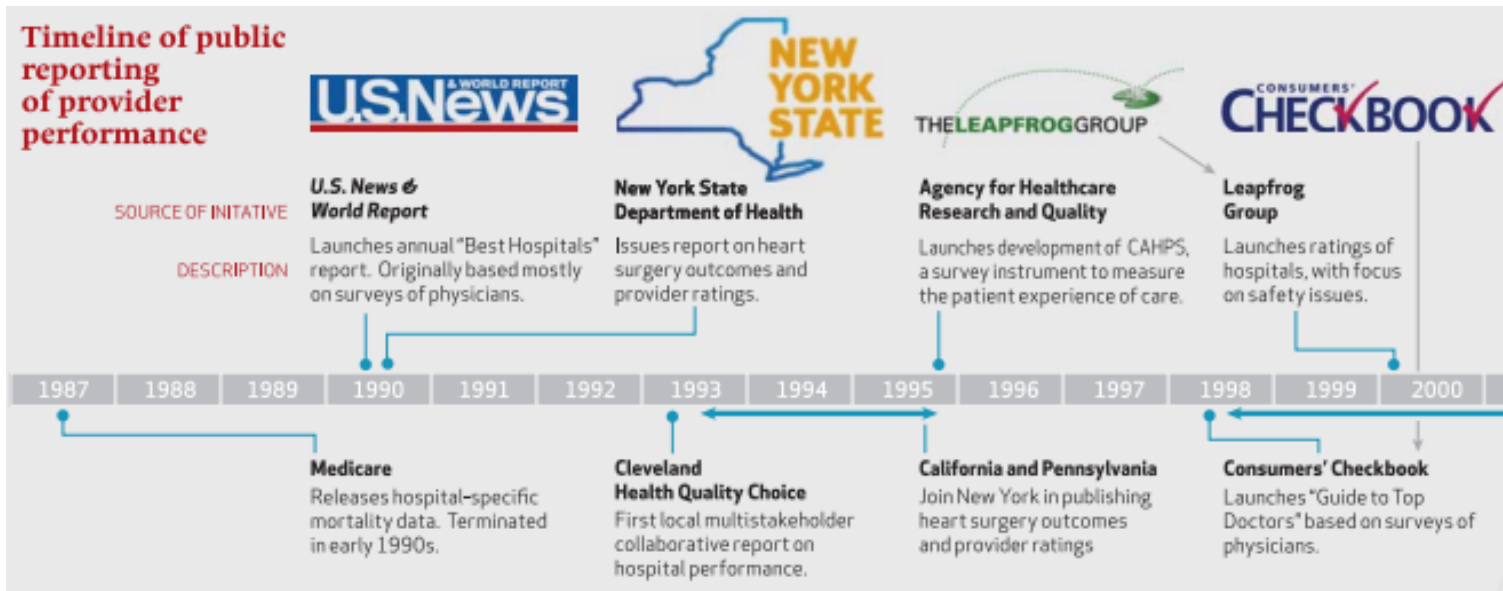 Timeline of public
reporting
of provider
performance
U.S. News
& WORLD REPORT
NEW
YORK
STATE
THELEAPFROGGROUP
CONSUMERS'
CHECKBOOK
SOURCE OF INITATIVE
DESCRIPTION
U.S. News &
World Report
Launches annual "Best Hospitals"
report. Originally based mostly
on surveys of physicians.
New York State
Department of Health
Issues report on heart
surgery outcomes and
provider ratings.
Agency for Healthcare
Research and Quality
Launches development of CAHPS,
a survey instrument to measure
the patient experience of care.
Leapfrog
Group
Launches ratings of
hospitals, with focus
on safety issues.
1987 1988 1989 1990 1991 1992 1993 1994 1995 1996 1997 1998 1999 2000
Medicare
Releases hospital-specific
mortality data. Terminated
in early 1990s.
Cleveland
Health Quality Choice
First local multistakeholder
collaborative report on
hospital performance.
California and Pennsylvania
Join New York in publishing
heart surgery outcomes
and provider ratings
Consumers' Checkbook
Launches "Guide to Top
Doctors" based on surveys of
physicians.